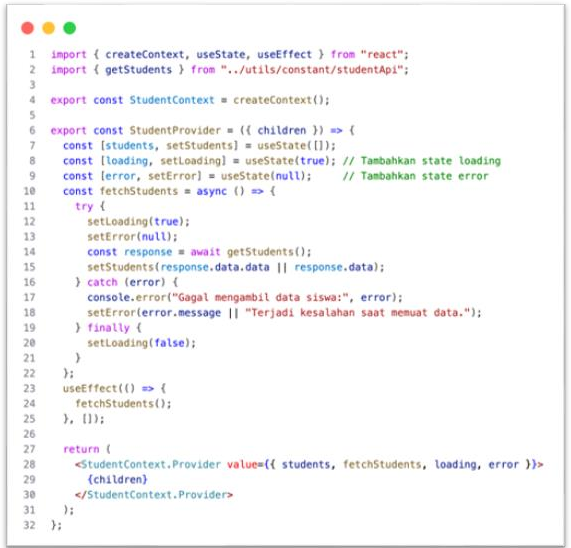 1 import { createContext, useState, useEffect } from "react";
2 import { getStudents } from "../utils/constant/studentApi";
3
4 export const StudentContext = createContext();
5
6 export const StudentProvider = ({ children }) => {
7   const [students, setStudents] = useState([]);
8   const [loading, setLoading] = useState(true); // Tambahkan state loading
9   const [error, setError] = useState(null);     // Tambahkan state error
10   const fetchStudents = async () => {
11     try {
12       setLoading(true);
13       setError(null);
14       const response = await getStudents();
15       setStudents(response.data.data || response.data);
16     } catch (error) {
17       console.error("Gagal mengambil data siswa:", error);
18       setError(error.message || "Terjadi kesalahan saat memuat data.");
19     } finally {
20       setLoading(false);
21     }
22   };
23   useEffect(() => {
24     fetchStudents();
25   }, []);
26
27   return (
28     <StudentContext.Provider value={{ students, fetchStudents, loading, error }}>
29       {children}
30     </StudentContext.Provider>
31   );
32 };